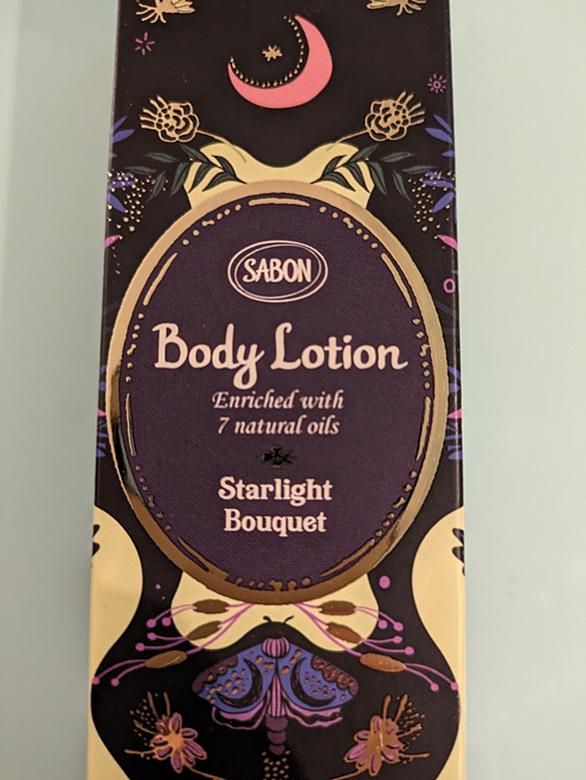 SABON
Body Lotion
Enriched with
7 natural oils
Starlight
Bouquet